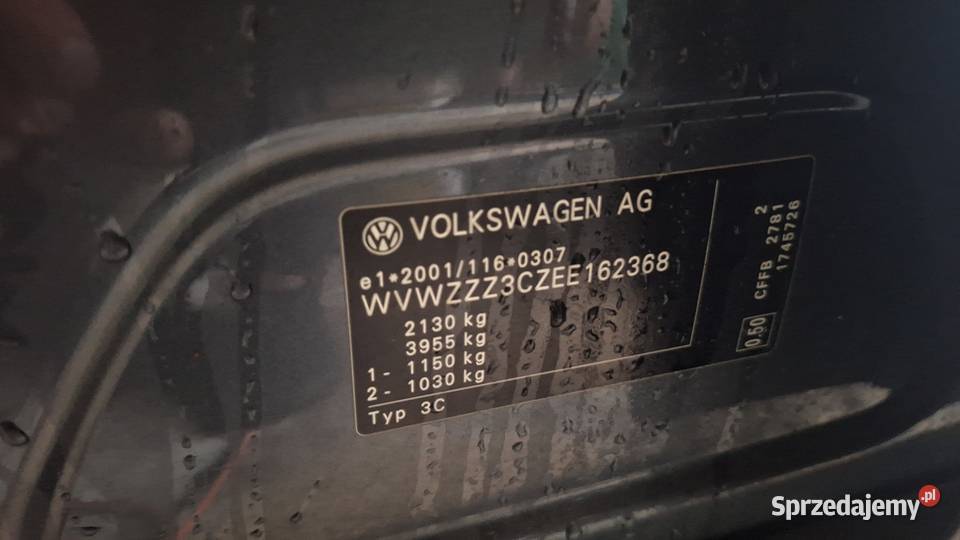 VOLKSWAGEN AG
e1*2001/116*0307
WVWZZZ3CZEE162368
2130 kg
3955 kg
1- 1150 kg
2- 1030 kg
Typ 3C
0.50
CFFB 2781 2
1745726
Sprzedajemy.pl